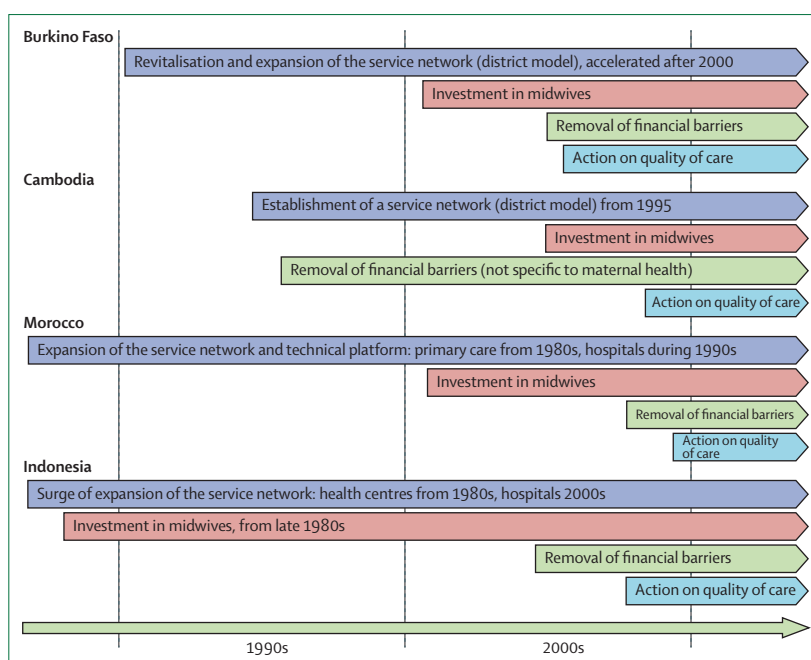 Burkino Faso
Revitalisation and expansion of the service network (district model), accelerated after 2000
Investment in midwives
Removal of financial barriers
Action on quality of care
Cambodia
Establishment of a service network (district model) from 1995
Investment in midwives
Removal of financial barriers (not specific to maternal health)
Action on quality of care
Morocco
Expansion of the service network and technical platform: primary care from 1980s, hospitals during 1990s
Investment in midwives
Removal of financial barriers
Action on quality
of care
Indonesia
Surge of expansion of the service network: health centres from 1980s, hospitals 2000s
Investment in midwives, from late 1980s
Removal of financial barriers
Action on quality of care
1990s 2000s